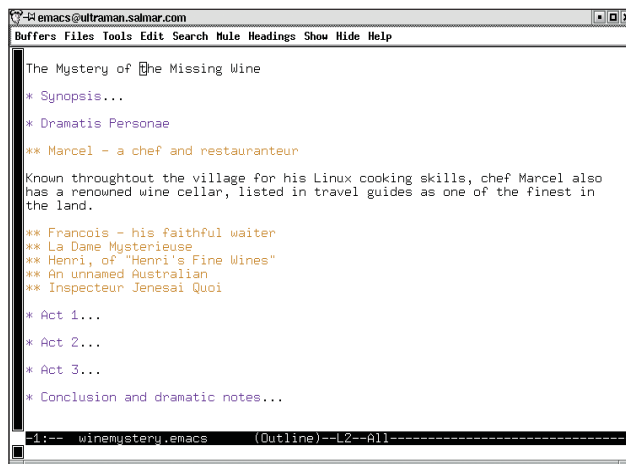 emacs@ultraman.salmar.com
Buffers Files Tools Edit Search Mule Headings Show Hide Help
The Mystery of the Missing Wine
* Synopsis...
* Dramatis Personae
** Marcel - a chef and restauranteur
Known throughtout the village for his Linux cooking skills, chef Marcel also
has a renowned wine cellar, listed in travel guides as one of the finest in
the land.
** Francois - his faithful waiter
** La Dame Mysterieuse
** Henri, of "Henri's Fine Wines"
** An unnamed Australian
** Inspecteur Jenesai Quoi
* Act 1...
* Act 2...
* Act 3...
* Conclusion and dramatic notes...
-1:-- winemystery.emacs (Outline)--L2--All------------------------------